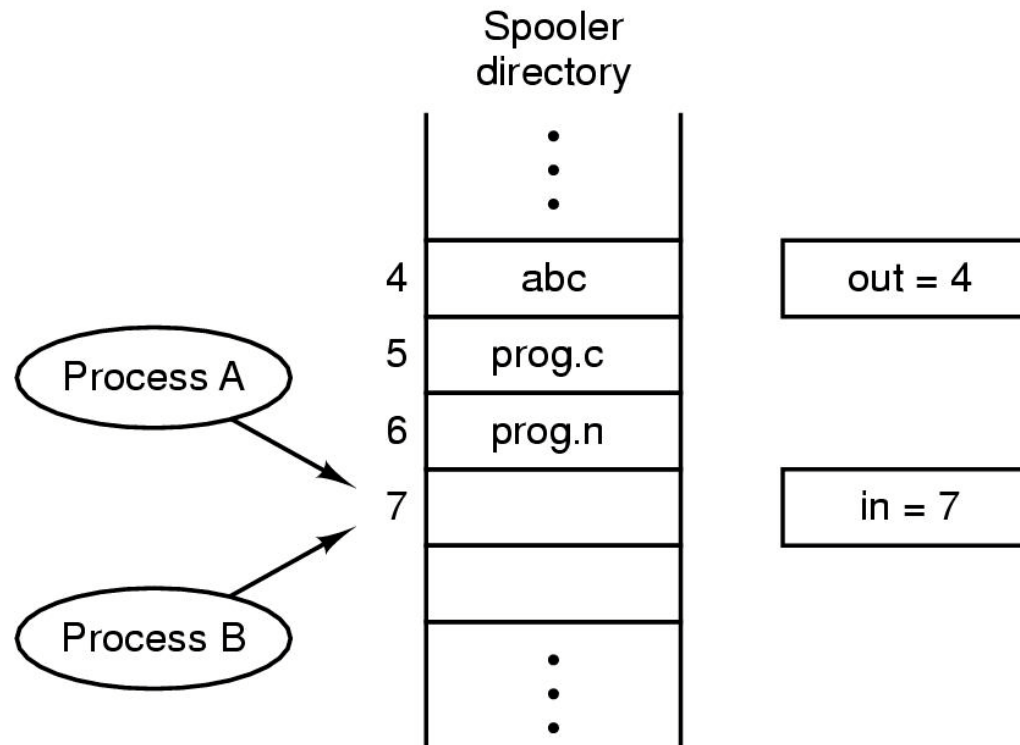 Spooler
directory
4
abc
out = 4
5
prog.c
Process A
6
prog.n
7
in = 7
Process B